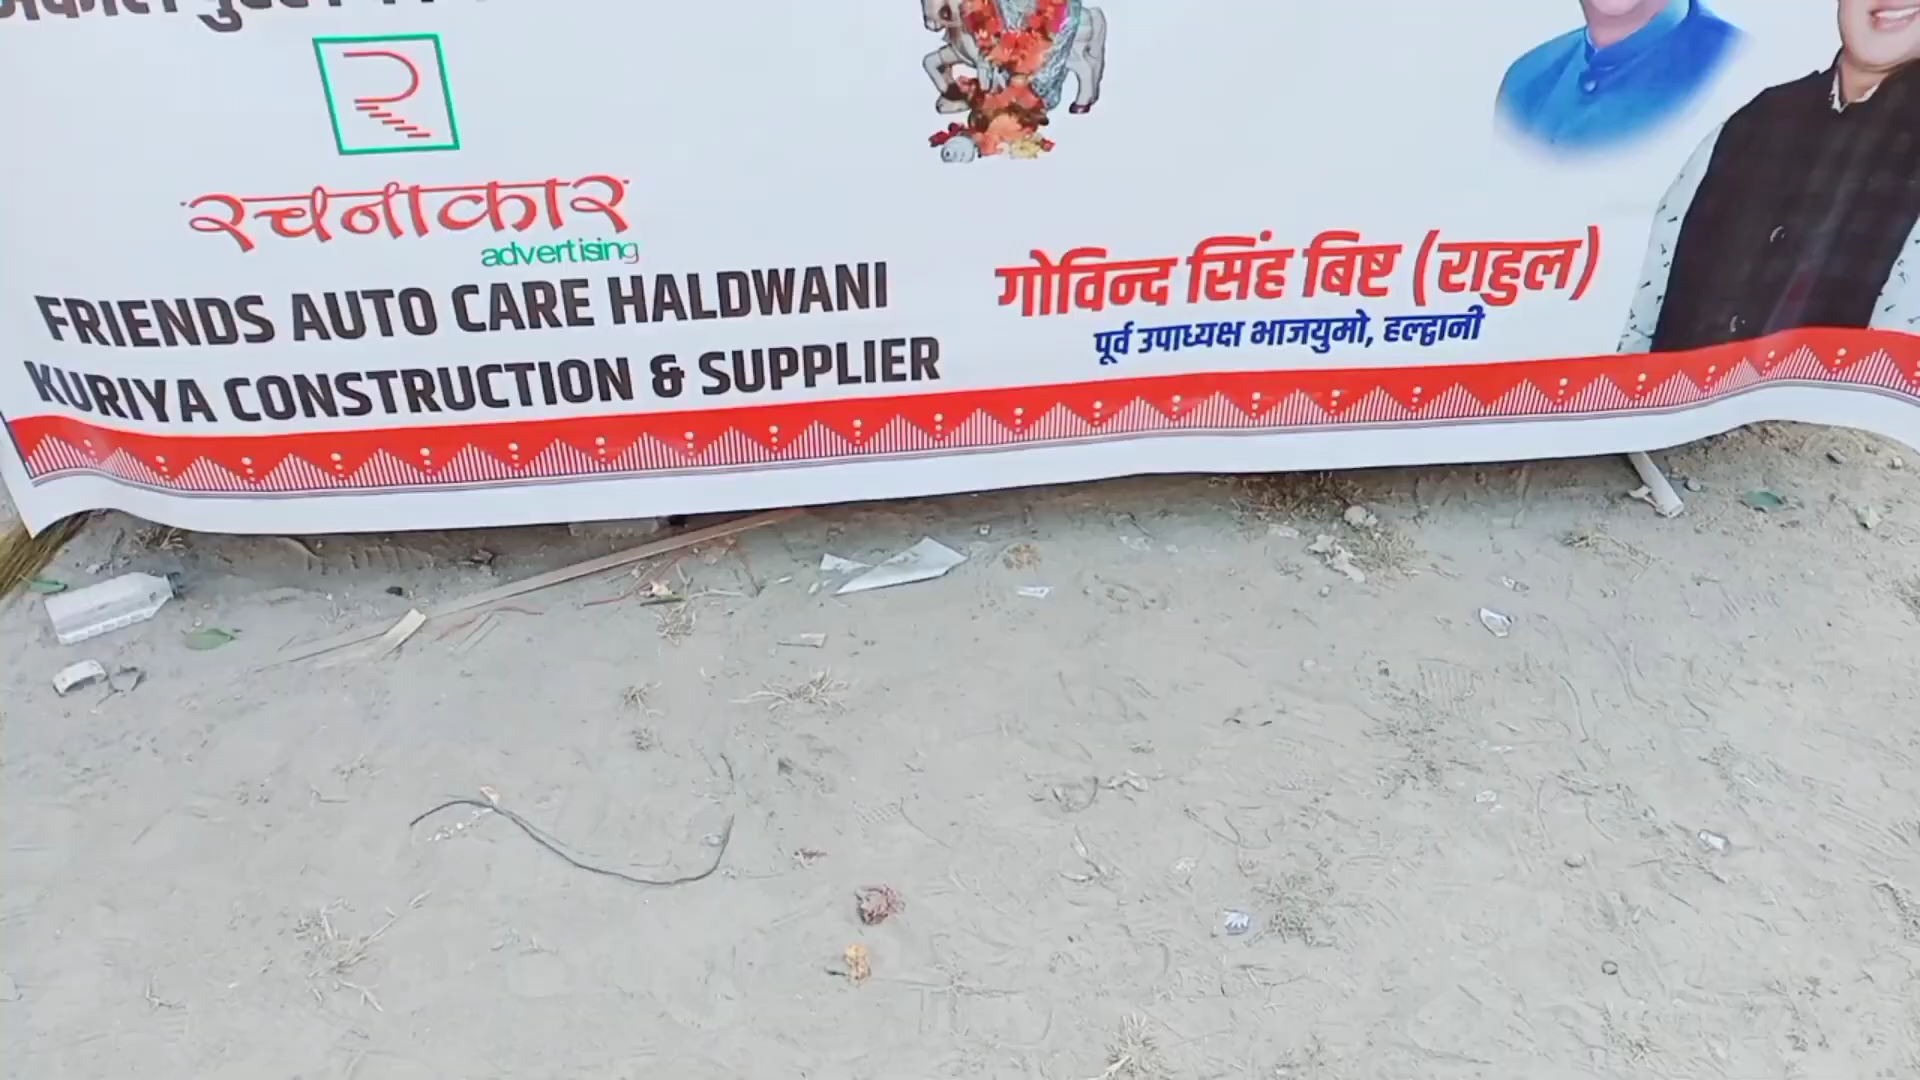 रचनाकार
advertising
FRIENDS AUTO CARE HALDWANI
KURIYA CONSTRUCTION & SUPPLIER
गोविन्द सिंह बिष्ट (राहुल)
पूर्व उपाध्यक्ष भाजयुमो, हल्द्वानी